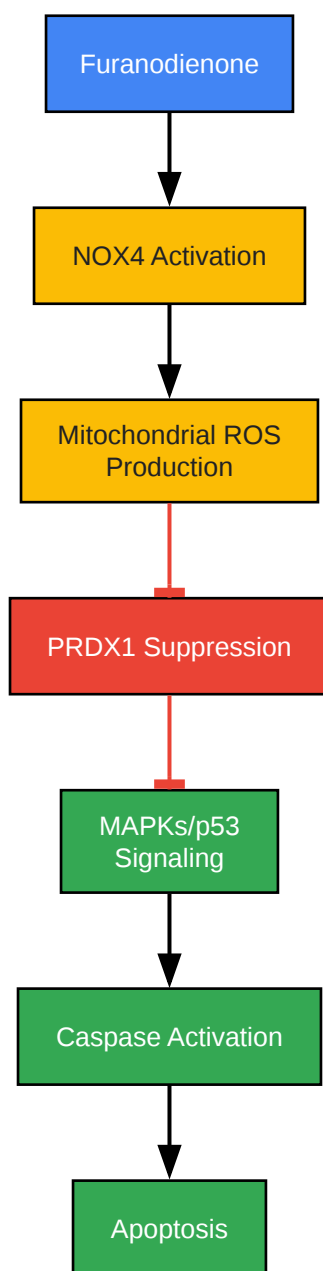 Furanodienone
NOX4 Activation
Mitochondrial ROS
Production
PRDX1 Suppression
MAPKs/p53
Signaling
Caspase Activation
Apoptosis